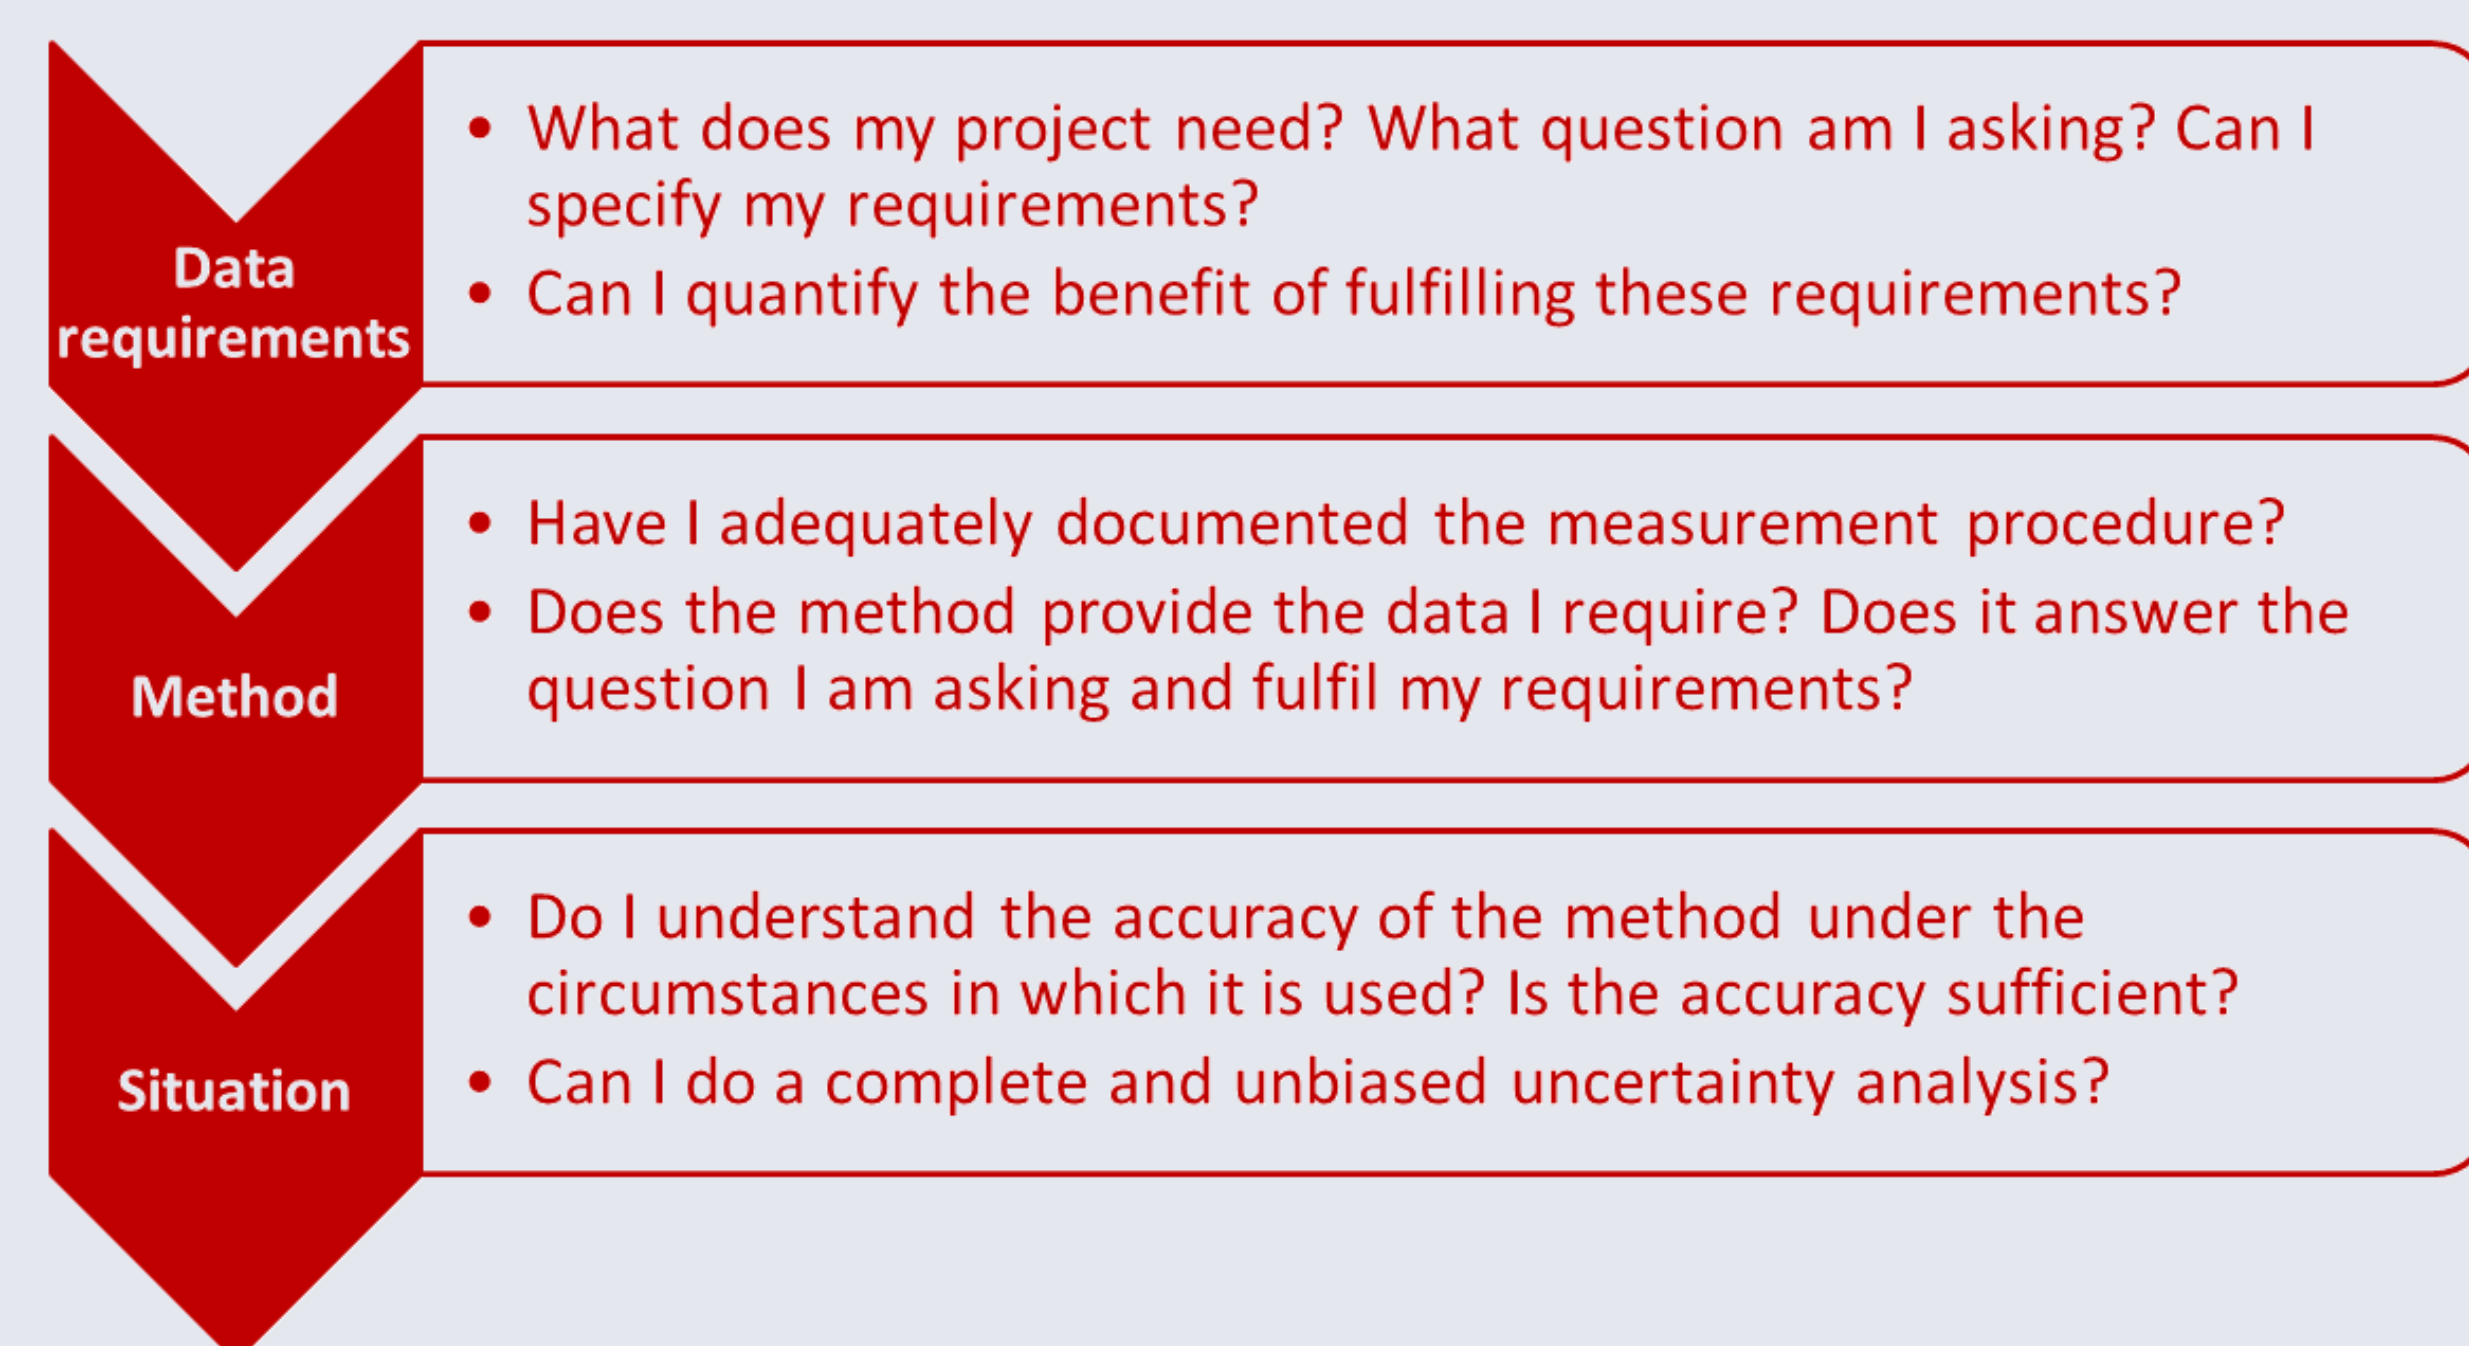 Data
requirements
• What does my project need? What question am I asking? Can I
specify my requirements?
• Can I quantify the benefit of fulfilling these requirements?
Method
• Have I adequately documented the measurement procedure?
• Does the method provide the data I require? Does it answer the
question I am asking and fulfil my requirements?
Situation
• Do I understand the accuracy of the method under the
circumstances in which it is used? Is the accuracy sufficient?
• Can I do a complete and unbiased uncertainty analysis?